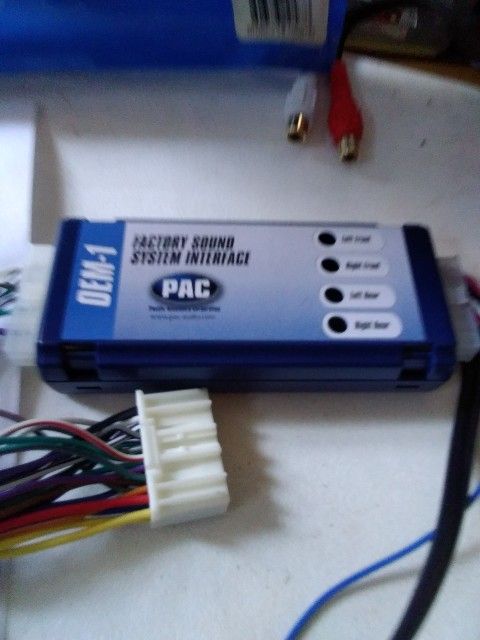 OEM-1
FACTORY SOUND
SYSTEM INTERFACE
PAC
Left Front
Right Front
Left Rear
Right Rear